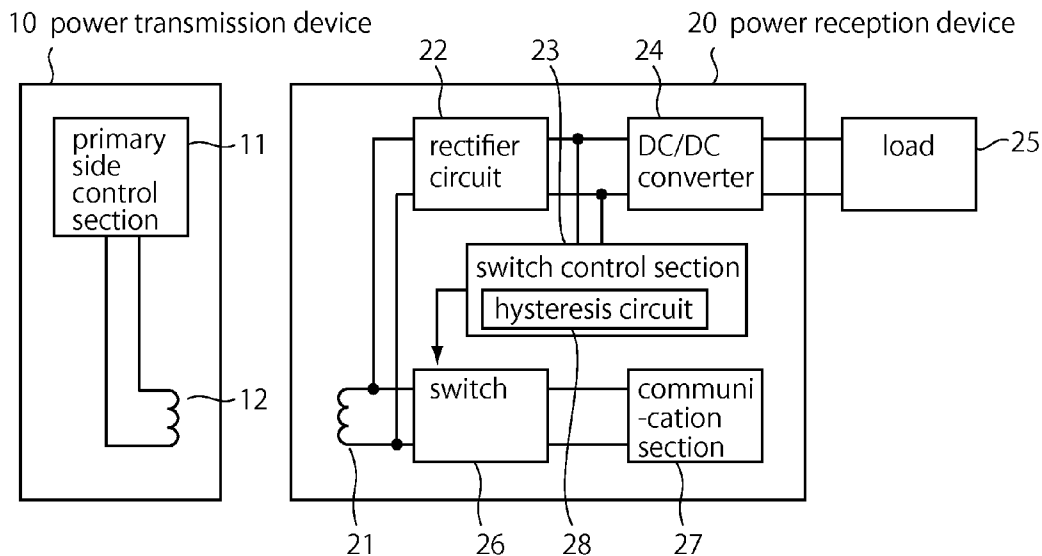 10 power transmission device
20 power reception device
22
23
24
primary
side
control
section
11
rectifier
circuit
DC/DC
converter
load
25
switch control section
hysteresis circuit
12
switch
communi
-cation
section
21
26
28
27